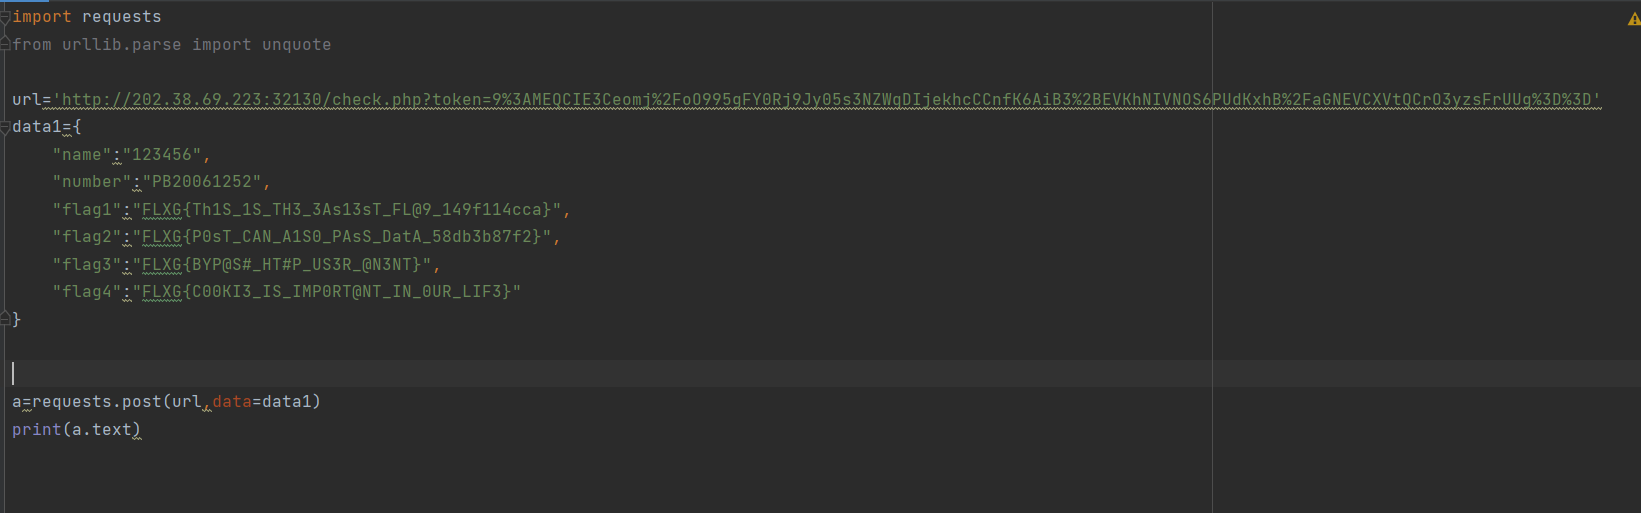 import requests
from urllib.parse import unquote
url='http://202.38.69.223:32130/check.php?token=9%3AMEQCIE3Ceomj%2FoO995gFY0Rj9Jy05s3NZWqDIjekhcCCnfK6AiB3%2BEVKhNIVNOS6PUdKxhB%2FaGNEVCXVtQCrO3yzsFrUUg%3D%3D'
data1={
    "name":"123456",
    "number":"PB20061252",
    "flag1":"FLXG{Th1S_1S_TH3_3As13sT_FL@9_149f114cca}",
    "flag2":"FLXG{P0sT_CAN_A1S0_PAsS_DatA_58db3b87f2}",
    "flag3":"FLXG{BYP@S#_HT#P_US3R_@N3NT}",
    "flag4":"FLXG{C00KI3_IS_IMP0RT@NT_IN_0UR_LIF3}"
}
a=requests.post(url,data=data1)
print(a.text)